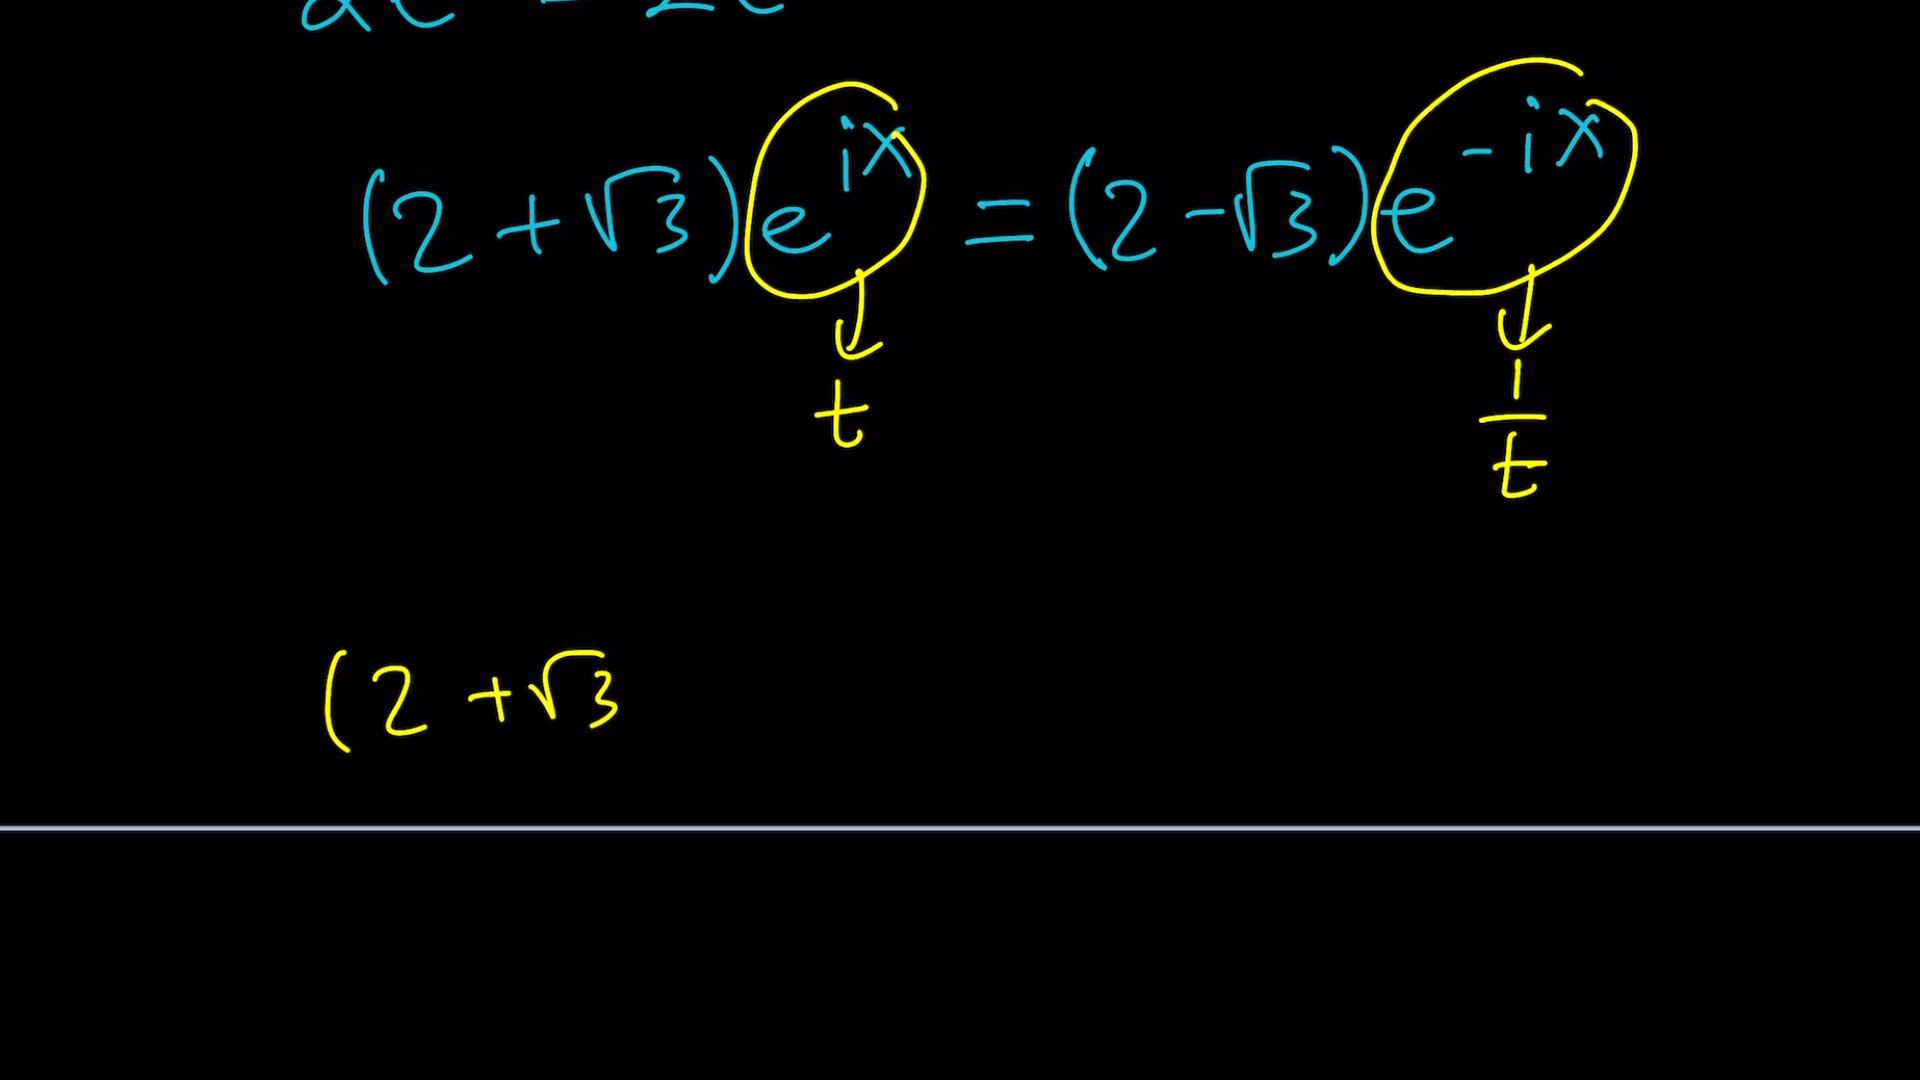 (2+√3)e^{ix} = (2-√3)e^{-ix}
t 1/t
(2+√3